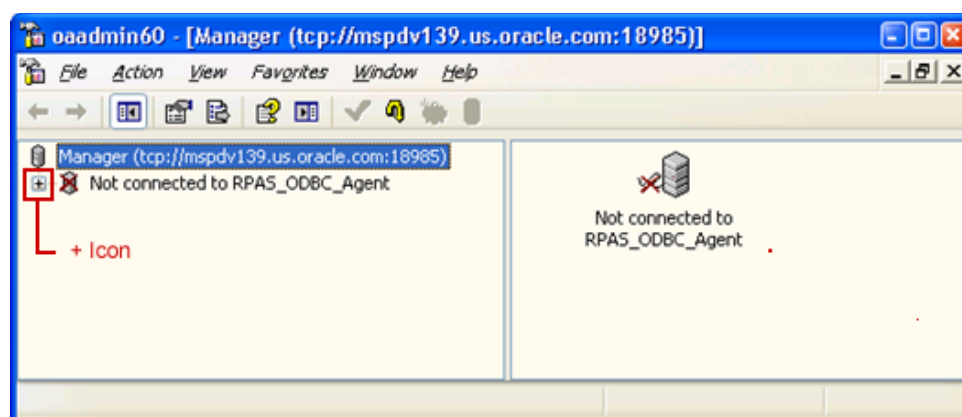 oaadmin60 - [Manager (tcp://mspdv139.us.oracle.com:18985)]
File Action View Favorites Window Help
Manager (tcp://mspdv139.us.oracle.com:18985)
Not connected to RPAS_ODBC_Agent
+ Icon
Not connected to
RPAS_ODBC_Agent